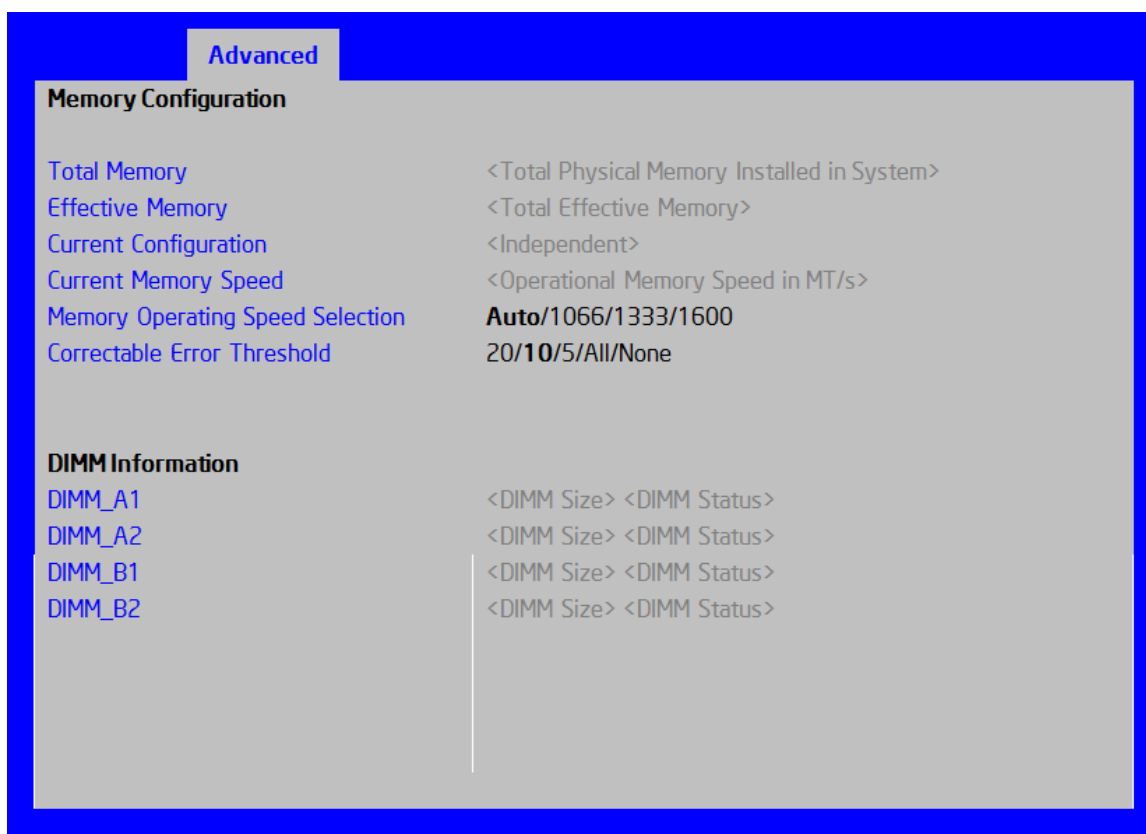 Advanced
Memory Configuration
Total Memory <Total Physical Memory Installed in System>
Effective Memory <Total Effective Memory>
Current Configuration <Independent>
Current Memory Speed <Operational Memory Speed in MT/s>
Memory Operating Speed Selection Auto/1066/1333/1600
Correctable Error Threshold 20/10/5/All/None
DIMM Information
DIMM_A1 <DIMM Size> <DIMM Status>
DIMM_A2 <DIMM Size> <DIMM Status>
DIMM_B1 <DIMM Size> <DIMM Status>
DIMM_B2 <DIMM Size> <DIMM Status>